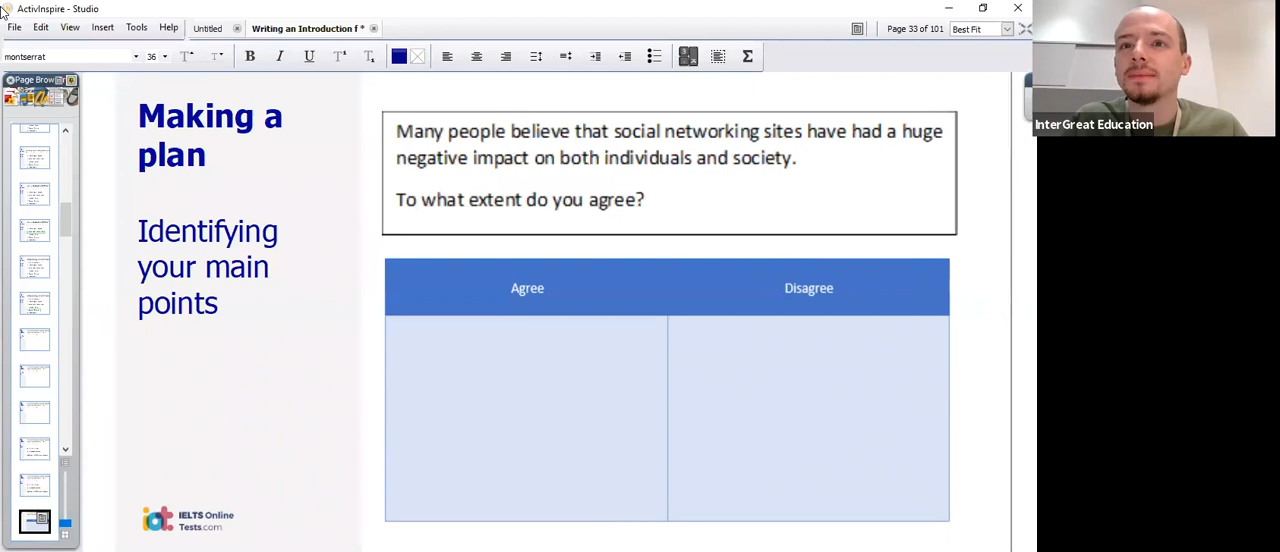 ActivInspire - Studio
File Edit View Insert Tools Help
Untitled
Writing an Introduction f *
Page 33 of 101
Best Fit
montserrat
36
B I U
Page Brow
Making a
plan
Identifying
your main
points
Many people believe that social networking sites have had a huge
negative impact on both individuals and society.
To what extent do you agree?
Agree
Disagree
iot IELTS Online
Tests.com
InterGreat Education